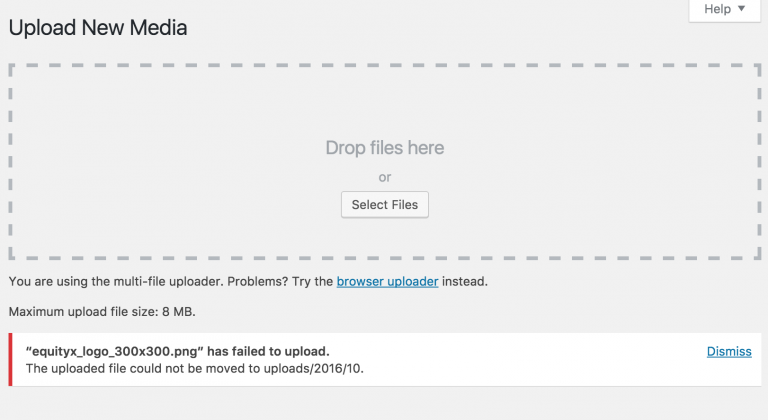 Help ▼
Upload New Media
Drop files here
or
Select Files
You are using the multi-file uploader. Problems? Try the browser uploader instead.
Maximum upload file size: 8 MB.
“equityx_logo_300x300.png” has failed to upload.
Dismiss
The uploaded file could not be moved to uploads/2016/10.